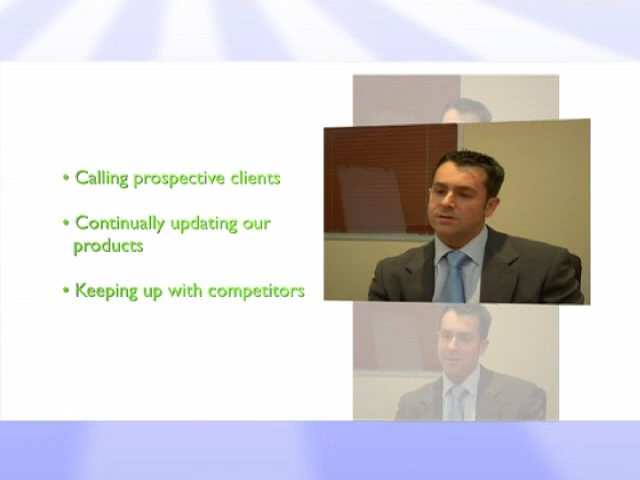 • Calling prospective clients
• Continually updating our
products
• Keeping up with competitors